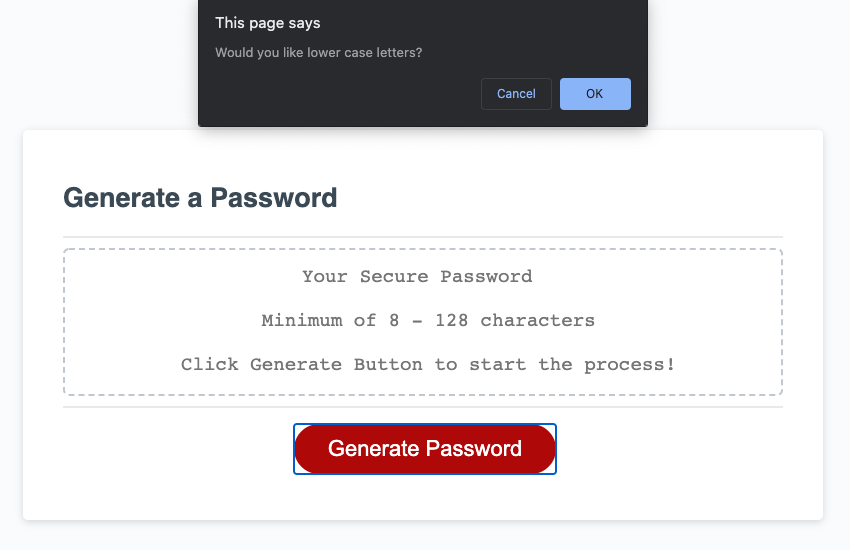 This page says
Would you like lower case letters?
Cancel
OK
Generate a Password
Your Secure Password
Minimum of 8 - 128 characters
Click Generate Button to start the process!
Generate Password